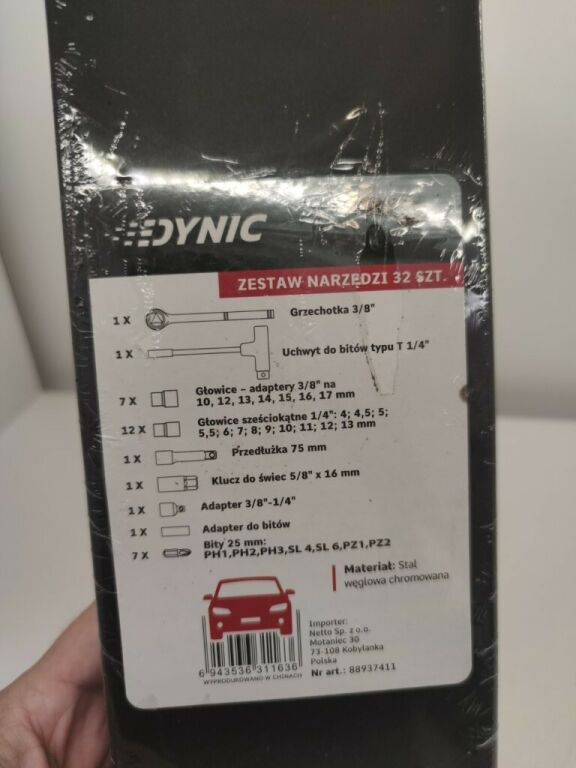 DYNIC
ZESTAW NARZĘDZI 32 SZT.
1 X Grzechotka 3/8"
1 X Uchwyt do bitów typu T 1/4"
7 X Głowice – adaptery 3/8" na
10, 12, 13, 14, 15, 16, 17 mm
12 X Głowice sześciokątne 1/4": 4; 4,5; 5;
5,5; 6; 7; 8; 9; 10; 11; 12; 13 mm
1 X Przedłużka 75 mm
1 X Klucz do świec 5/8" x 16 mm
1 X Adapter 3/8"-1/4"
1 X Adapter do bitów
7 X Bity 25 mm:
PH1,PH2,PH3,SL 4,SL 6,PZ1,PZ2
Materiał: Stal
węglowa chromowana
6 943536 311636
WYPRODUKOWANO W CHINACH
Importer:
Netto Sp. z o.o.
Motaniec 30
73-108 Kobylanka
Polska
Nr art.: 88937411